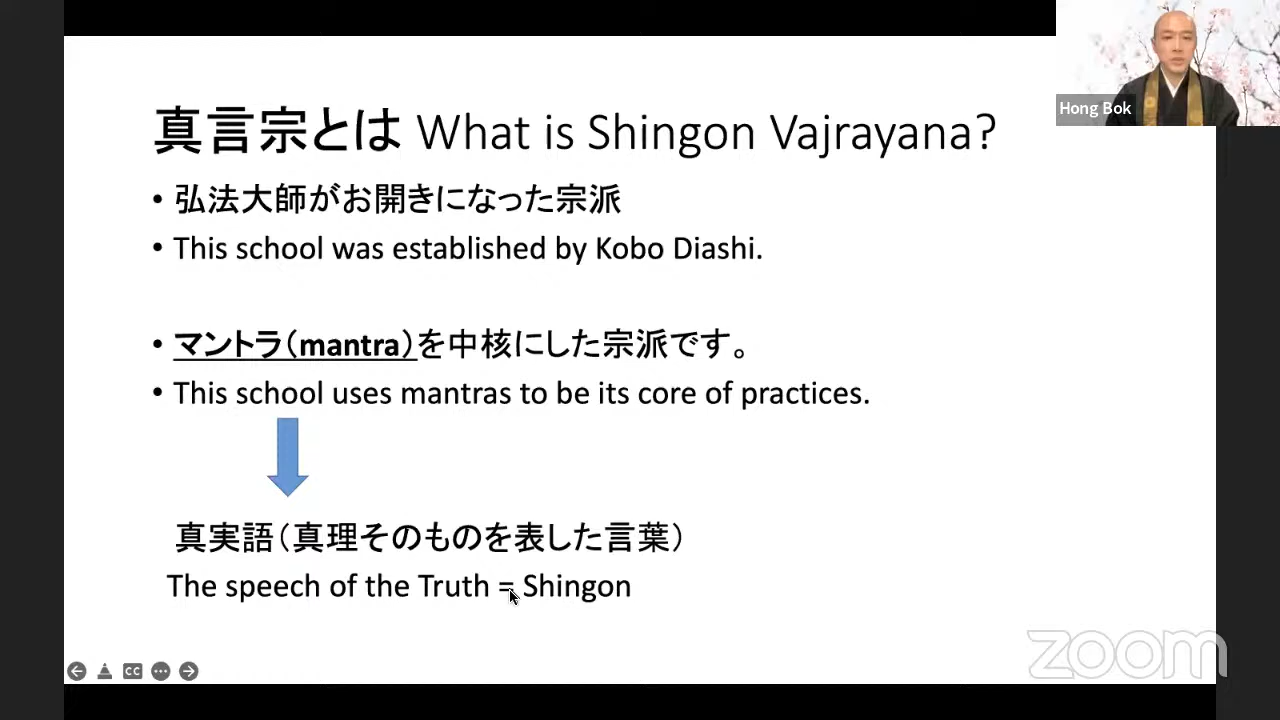 真言宗とは What is Shingon Vajrayana?
• 弘法大師がお開きになった宗派
• This school was established by Kobo Diashi.
• マントラ（mantra）を中核にした宗派です。
• This school uses mantras to be its core of practices.
真実語（真理そのものを表した言葉）
The speech of the Truth = Shingon
Hong Bok
CC
zoom